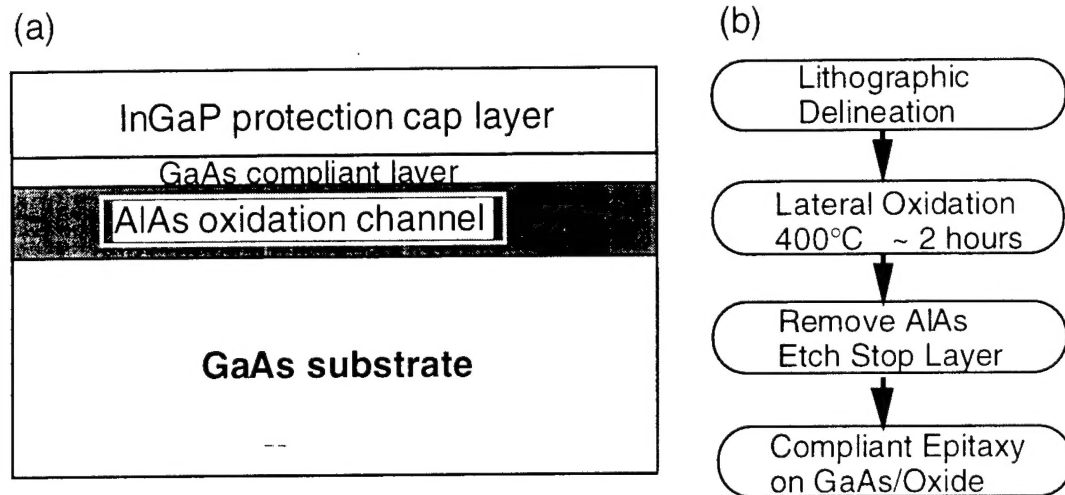 (a)
InGaP protection cap layer
GaAs compliant layer
AlAs oxidation channel
GaAs substrate
(b)
Lithographic
Delineation
Lateral Oxidation
400°C ~ 2 hours
Remove AlAs
Etch Stop Layer
Compliant Epitaxy
on GaAs/Oxide